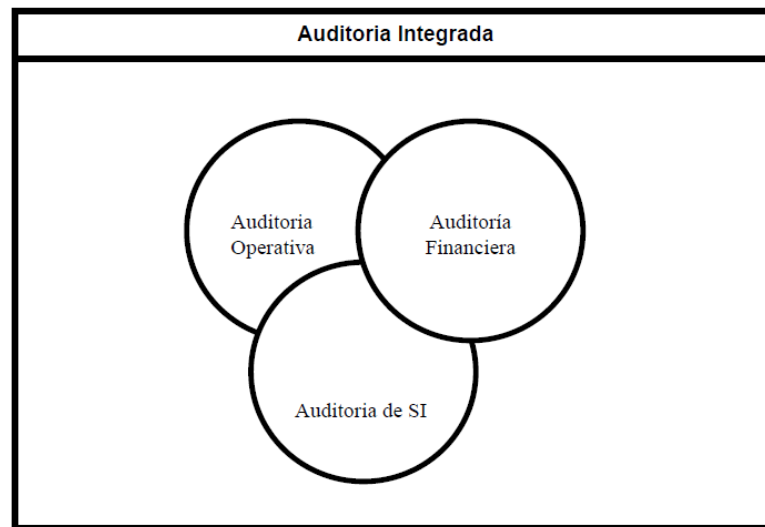 Auditoria Integrada
Auditoria
Operativa
Auditoría
Financiera
Auditoria de SI